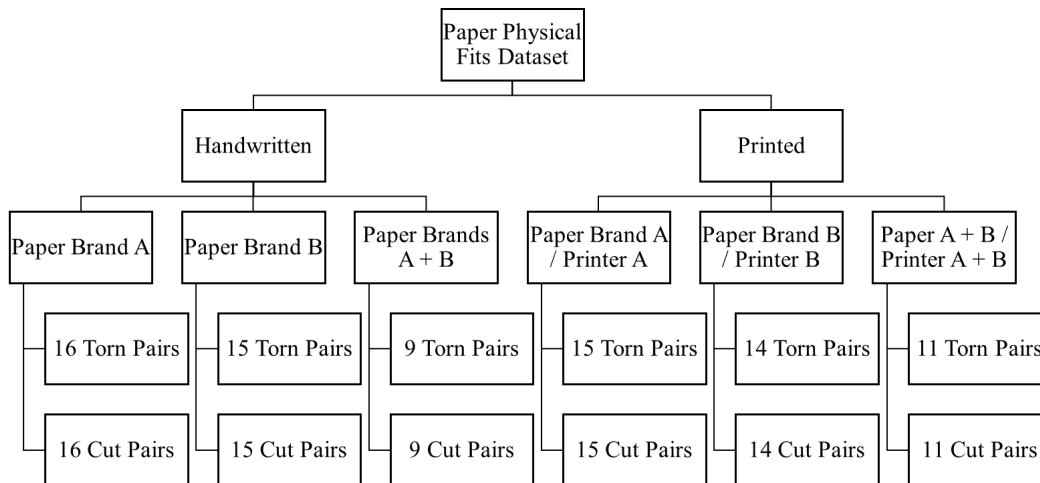 Paper Physical
Fits Dataset
Handwritten
Printed
Paper Brand A
Paper Brand B
Paper Brands
A + B
Paper Brand A
/ Printer A
Paper Brand B
/ Printer B
Paper A + B /
Printer A + B
16 Torn Pairs
15 Torn Pairs
9 Torn Pairs
15 Torn Pairs
14 Torn Pairs
11 Torn Pairs
16 Cut Pairs
15 Cut Pairs
9 Cut Pairs
15 Cut Pairs
14 Cut Pairs
11 Cut Pairs